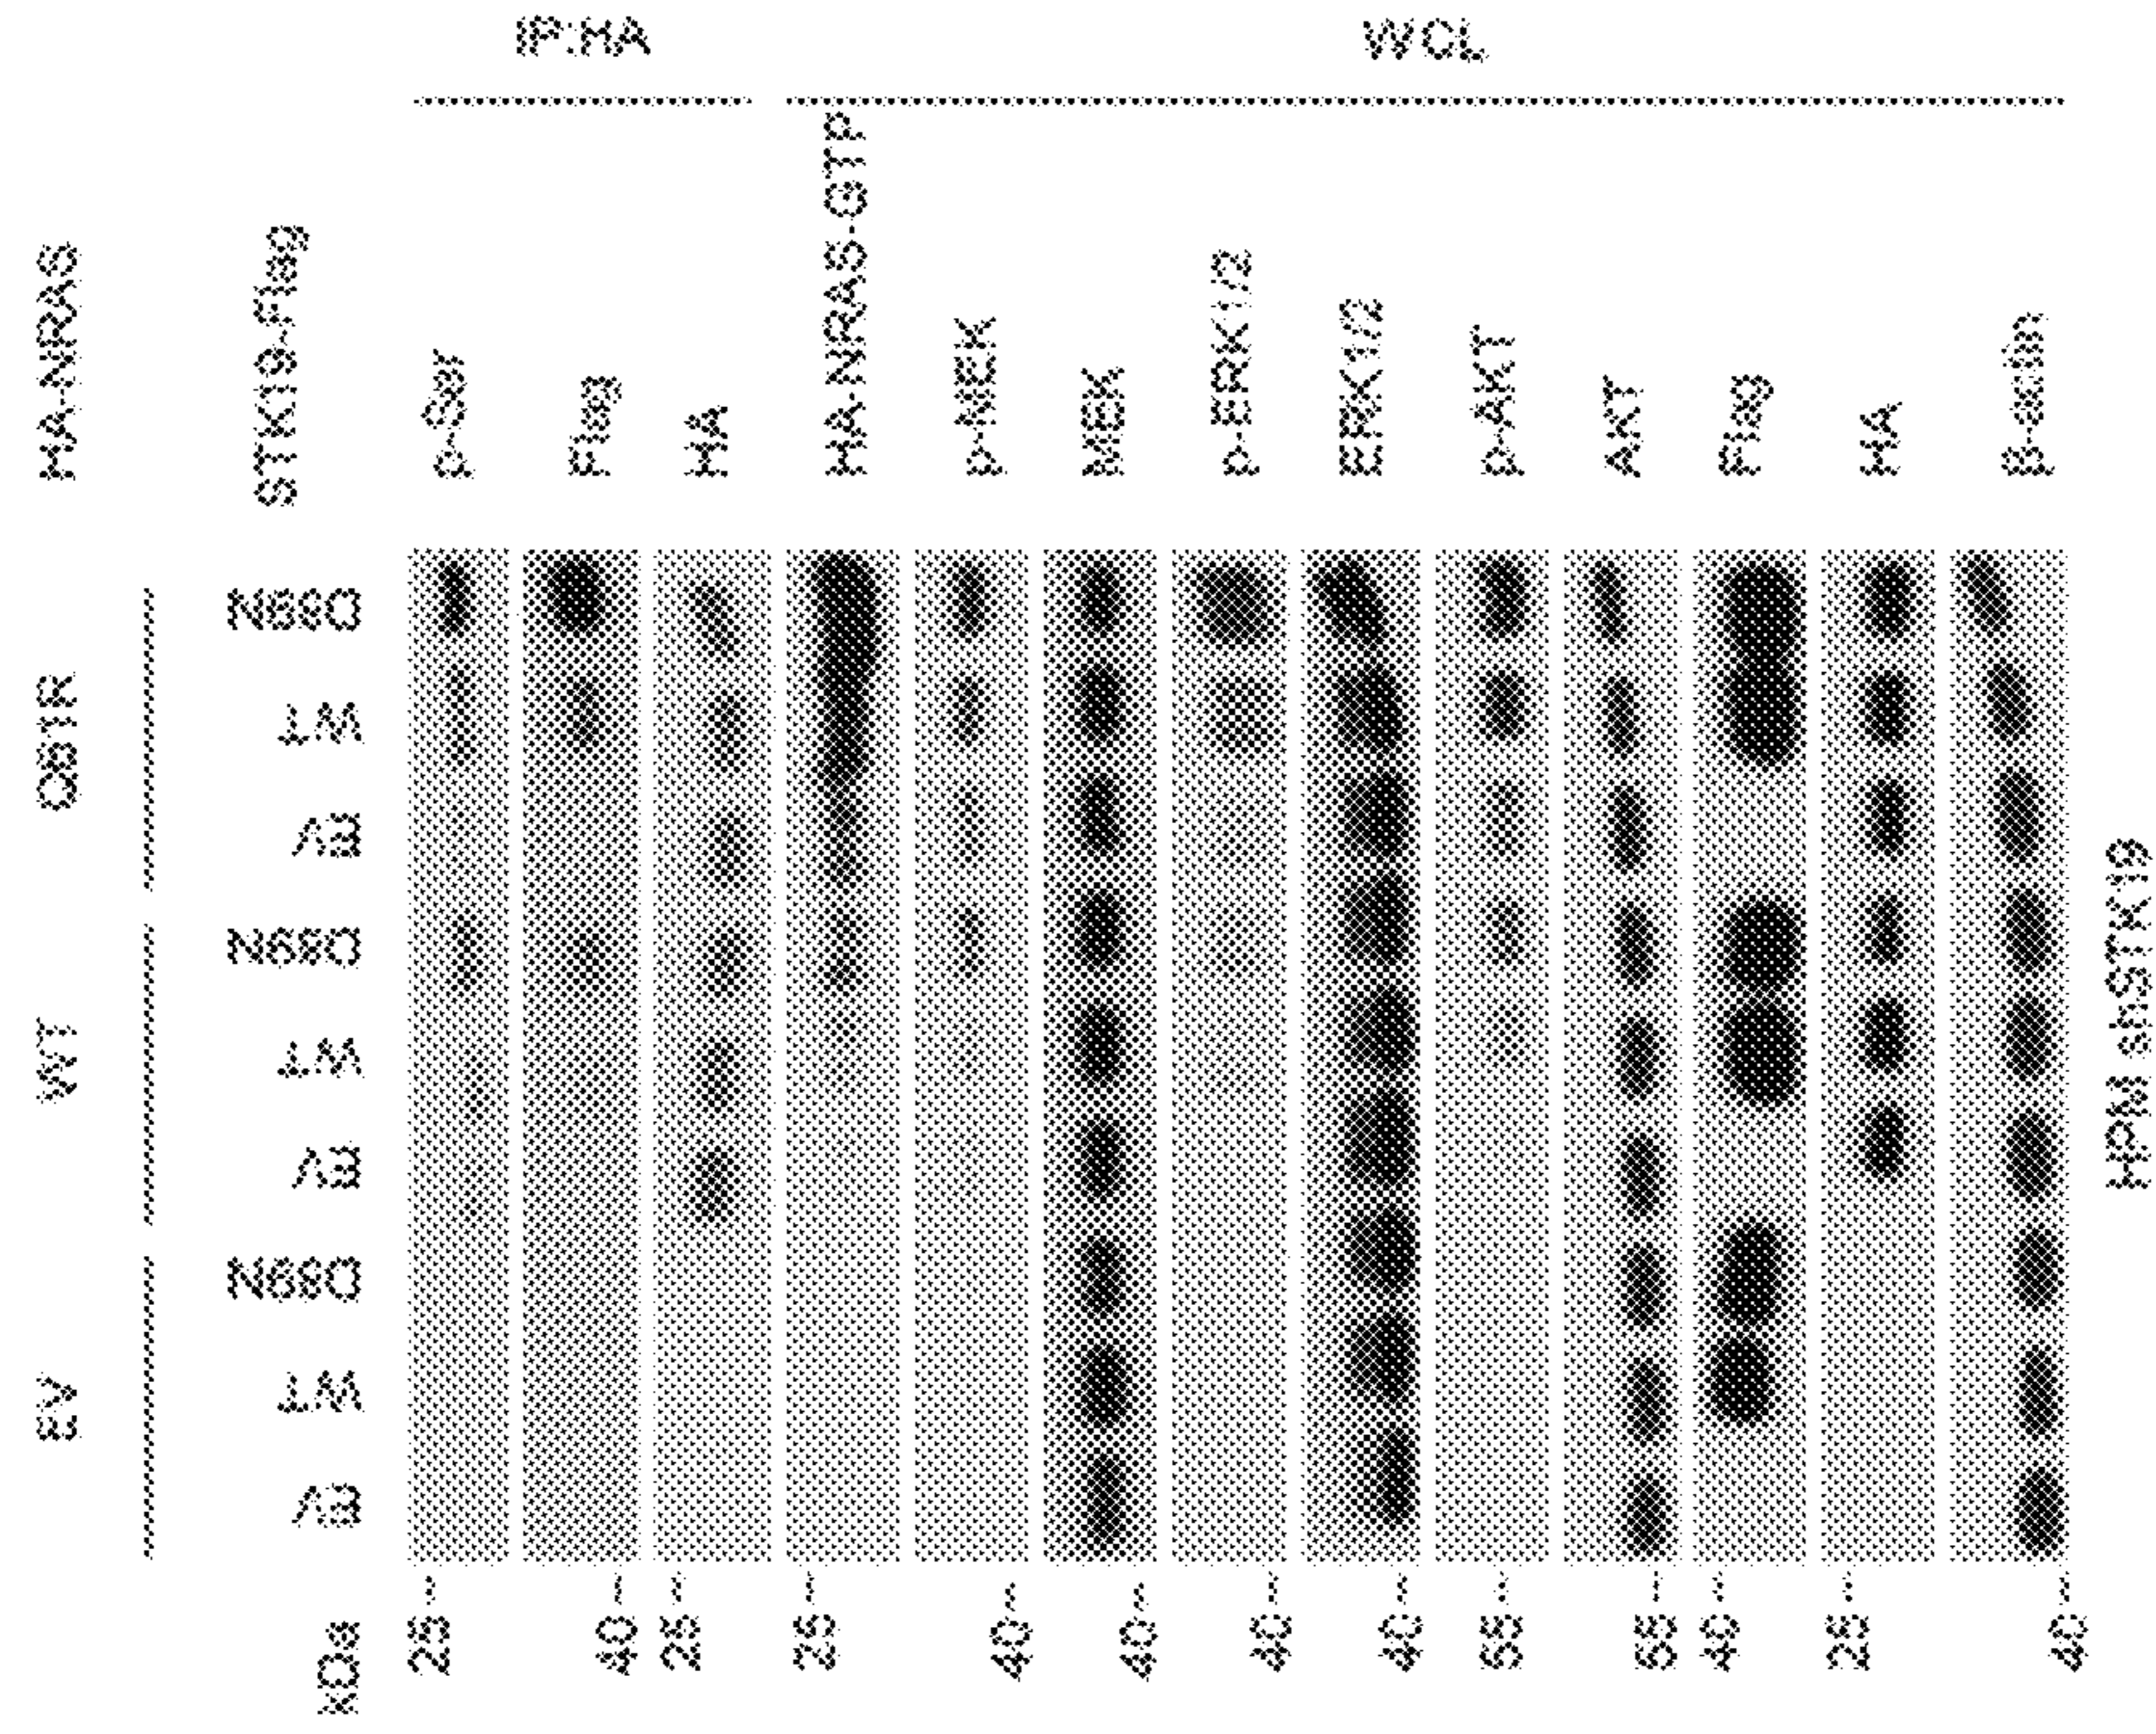 HA-NRAS
EV
WT
Q61R
STK19-Flag
EV
WT
D89N
EV
WT
D89N
EV
WT
D89N
kDa
IP:HA
25
p-Ser
40
Flag
25
HA
WCL
25
HA-NRAS-GTP
40
p-MEK
40
MEK
40
p-ERK1/2
40
ERK1/2
55
p-AKT
55
AKT
40
Flag
25
HA
40
β-actin
HPM shSTK19